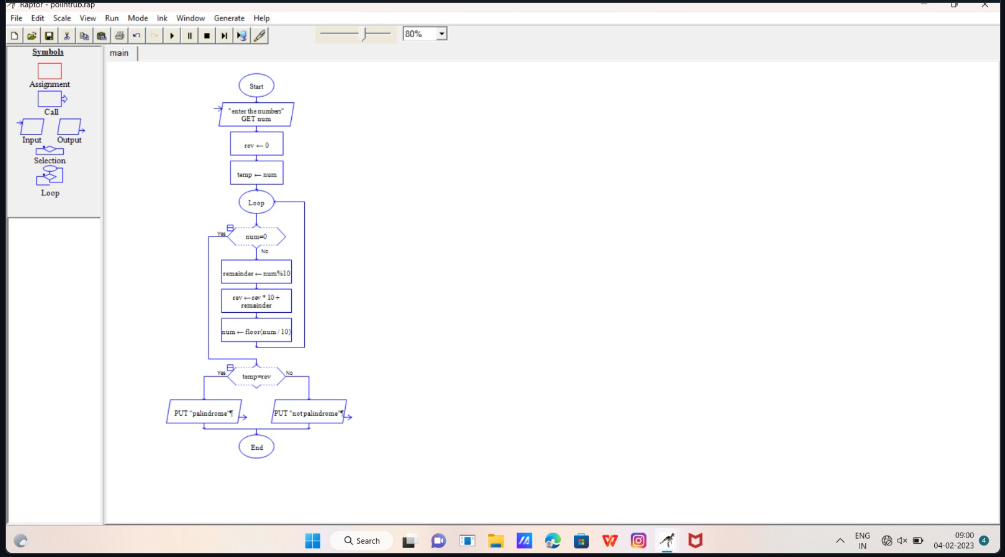 Raptor - polintrub.rap
File Edit Scale View Run Mode Ink Window Generate Help
80%
Symbols
main
Assignment
Call
Input Output
Selection
Loop
Start
"enter the numbers"
GET num
rev ← 0
temp ← num
Loop
Yes
num=0
No
remainder ← num%10
rev ← rev * 10 +
remainder
num ← floor(num / 10)
Yes
temp=rev
No
PUT "palindrome"¶
PUT "not palindrome"¶
End
Search
ENG
IN
09:00
04-02-2023
4